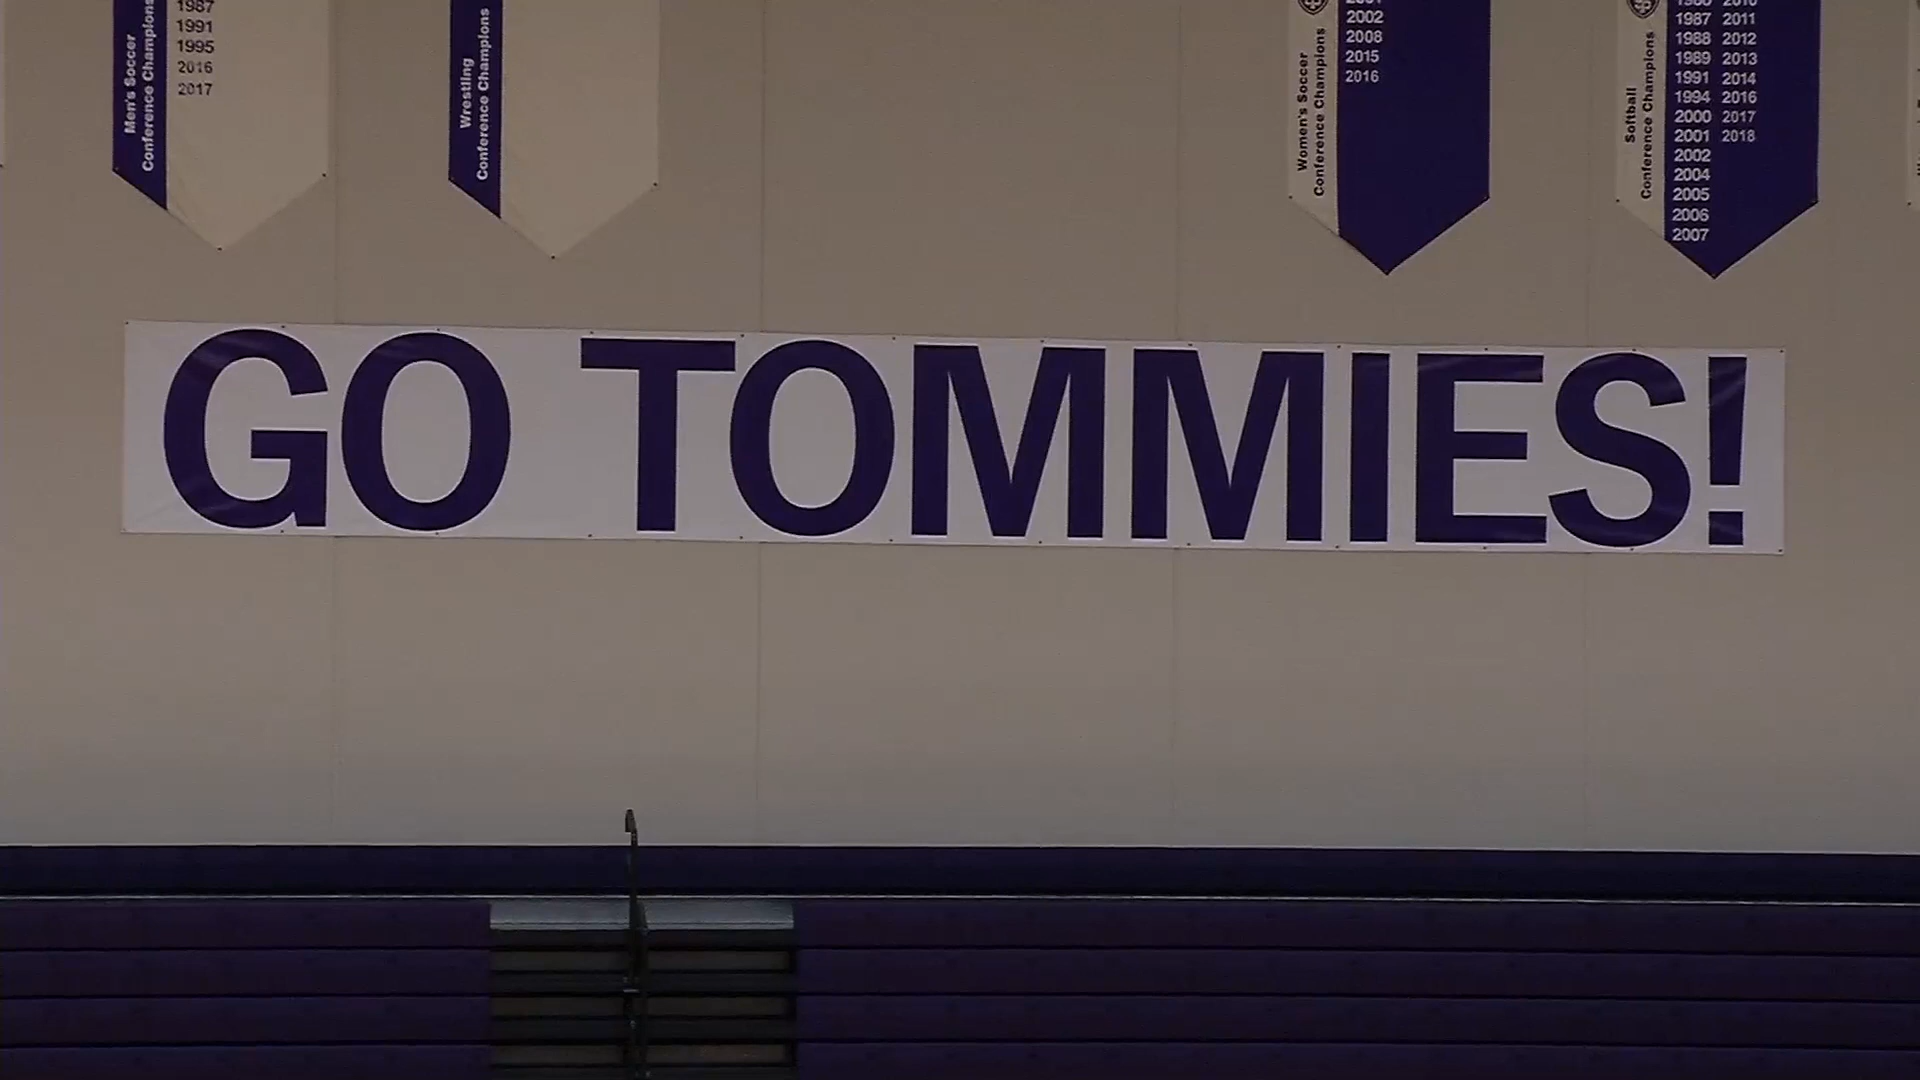 Men's Soccer
Conference Champions
1987
1991
1995
2016
2017
Wrestling
Conference Champions
Women's Soccer
Conference Champions
2002
2008
2015
2016
Softball
Conference Champions
1987 2011
1988 2012
1989 2013
1991 2014
1994 2016
2000 2017
2001 2018
2002
2004
2005
2006
2007
GO TOMMIES!